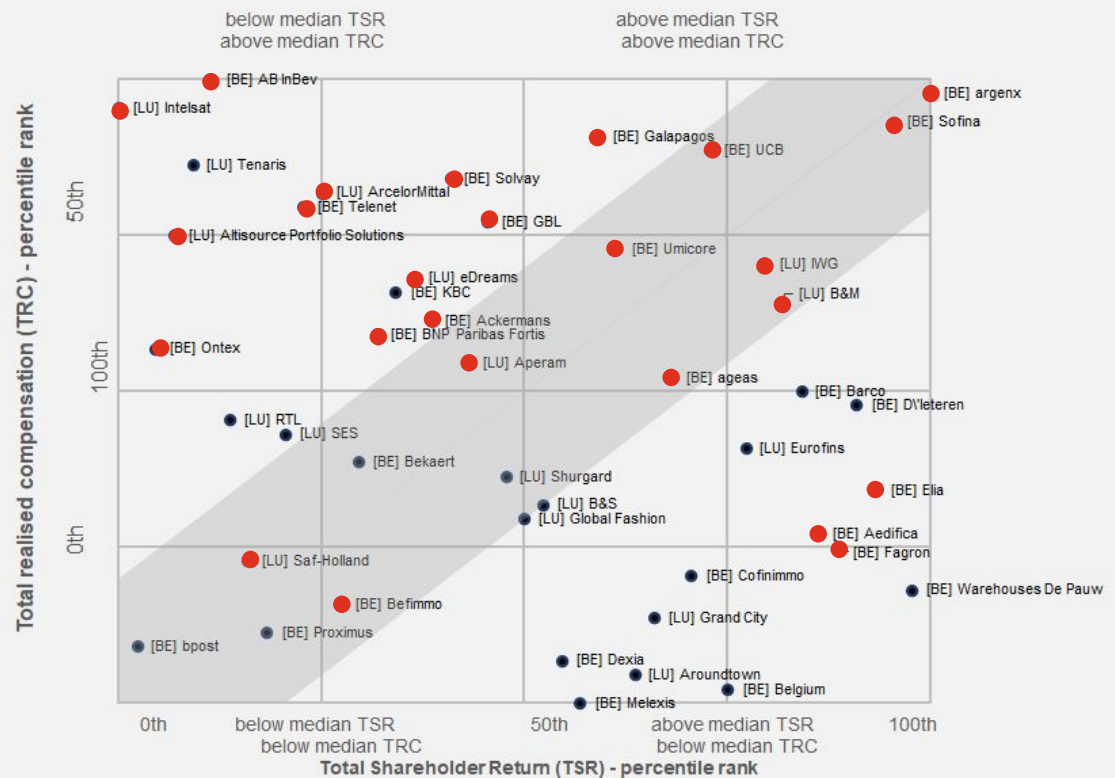 below median TSR
above median TRC
above median TSR
above median TRC
Total realised compensation (TRC) - percentile rank
50th
100th
0th
[BE] AB InBev
[BE] argenx
[LU] Intelsat
[BE] Sofina
[BE] Galapagos
[BE] UCB
[LU] Tenaris
[BE] Solvay
[LU] ArcelorMittal
[BE] Telenet
[BE] GBL
[LU] Altisource Portfolio Solutions
[BE] Umicore
[LU] IWG
[LU] eDreams
[BE] KBC
[LU] B&M
[BE] Ackermans
[BE] BNP Paribas Fortis
[BE] Ontex
[LU] Aperam
[BE] ageas
[BE] Barco
[BE] D\'Ieteren
[LU] RTL
[LU] SES
[LU] Eurofins
[BE] Bekaert
[LU] Shurgard
[BE] Elia
[LU] B&S
[LU] Global Fashion
[BE] Aedifica
[BE] Fagron
[LU] Saf-Holland
[BE] Cofinimmo
[BE] Warehouses De Pauw
[BE] Befimmo
[LU] Grand City
[BE] Proximus
[BE] bpost
[BE] Dexia
[LU] Aroundtown
[BE] Belgium
[BE] Melexis
0th
below median TSR
below median TRC
50th
above median TSR
below median TRC
100th
Total Shareholder Return (TSR) - percentile rank